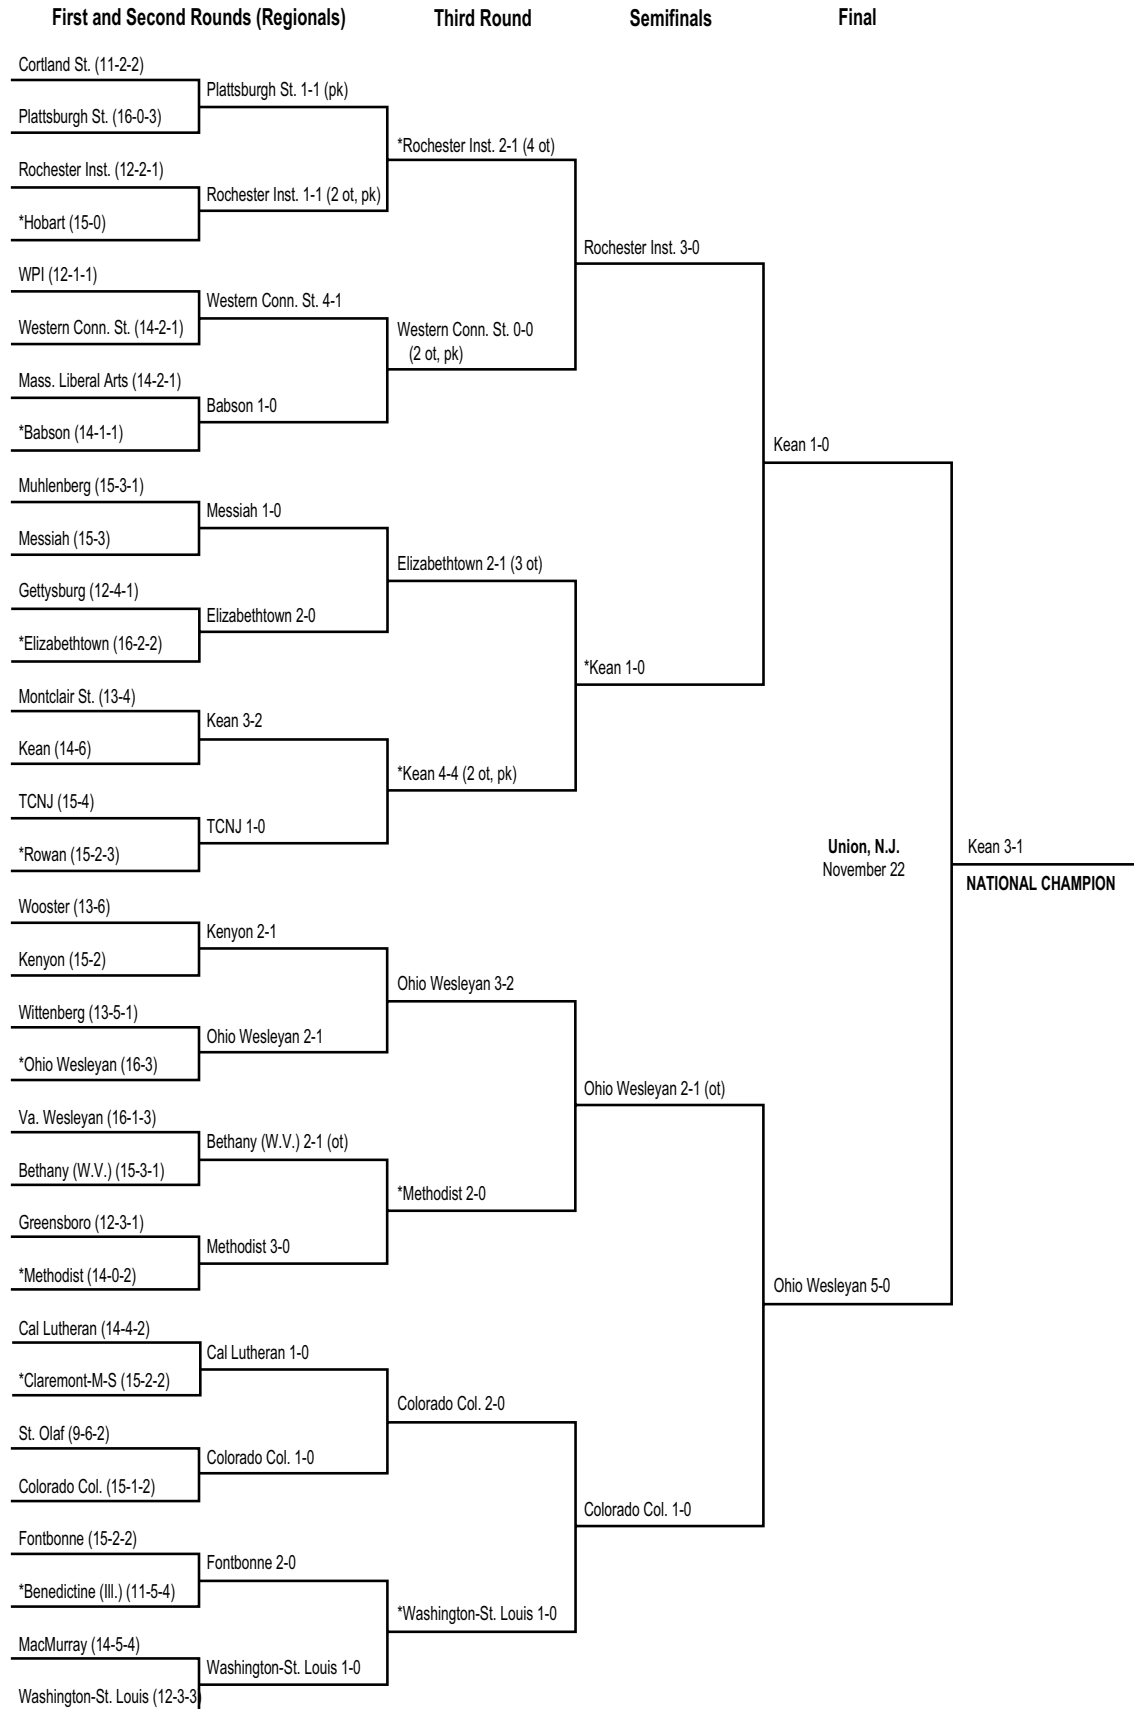 First and Second Rounds (Regionals)
Third Round
Semifinals
Final
Cortland St. (11-2-2)
Plattsburgh St. 1-1 (pk)
Plattsburgh St. (16-0-3)
*Rochester Inst. 2-1 (4 ot)
Rochester Inst. (12-2-1)
Rochester Inst. 1-1 (2 ot, pk)
*Hobart (15-0)
Rochester Inst. 3-0
WPI (12-1-1)
Western Conn. St. 4-1
Western Conn. St. (14-2-1)
Western Conn. St. 0-0
(2 ot, pk)
Mass. Liberal Arts (14-2-1)
Babson 1-0
*Babson (14-1-1)
Kean 1-0
Muhlenberg (15-3-1)
Messiah 1-0
Messiah (15-3)
Elizabethtown 2-1 (3 ot)
Gettysburg (12-4-1)
Elizabethtown 2-0
*Elizabethtown (16-2-2)
*Kean 1-0
Montclair St. (13-4)
Kean 3-2
Kean (14-6)
*Kean 4-4 (2 ot, pk)
TCNJ (15-4)
TCNJ 1-0
*Rowan (15-2-3)
Union, N.J.
November 22
Kean 3-1
NATIONAL CHAMPION
Wooster (13-6)
Kenyon 2-1
Kenyon (15-2)
Ohio Wesleyan 3-2
Wittenberg (13-5-1)
Ohio Wesleyan 2-1
*Ohio Wesleyan (16-3)
Ohio Wesleyan 2-1 (ot)
Va. Wesleyan (16-1-3)
Bethany (W.V.) 2-1 (ot)
Bethany (W.V.) (15-3-1)
*Methodist 2-0
Greensboro (12-3-1)
Methodist 3-0
*Methodist (14-0-2)
Ohio Wesleyan 5-0
Cal Lutheran (14-4-2)
Cal Lutheran 1-0
*Claremont-M-S (15-2-2)
Colorado Col. 2-0
St. Olaf (9-6-2)
Colorado Col. 1-0
Colorado Col. (15-1-2)
Colorado Col. 1-0
Fontbonne (15-2-2)
Fontbonne 2-0
*Benedictine (Ill.) (11-5-4)
*Washington-St. Louis 1-0
MacMurray (14-5-4)
Washington-St. Louis 1-0
Washington-St. Louis (12-3-3)